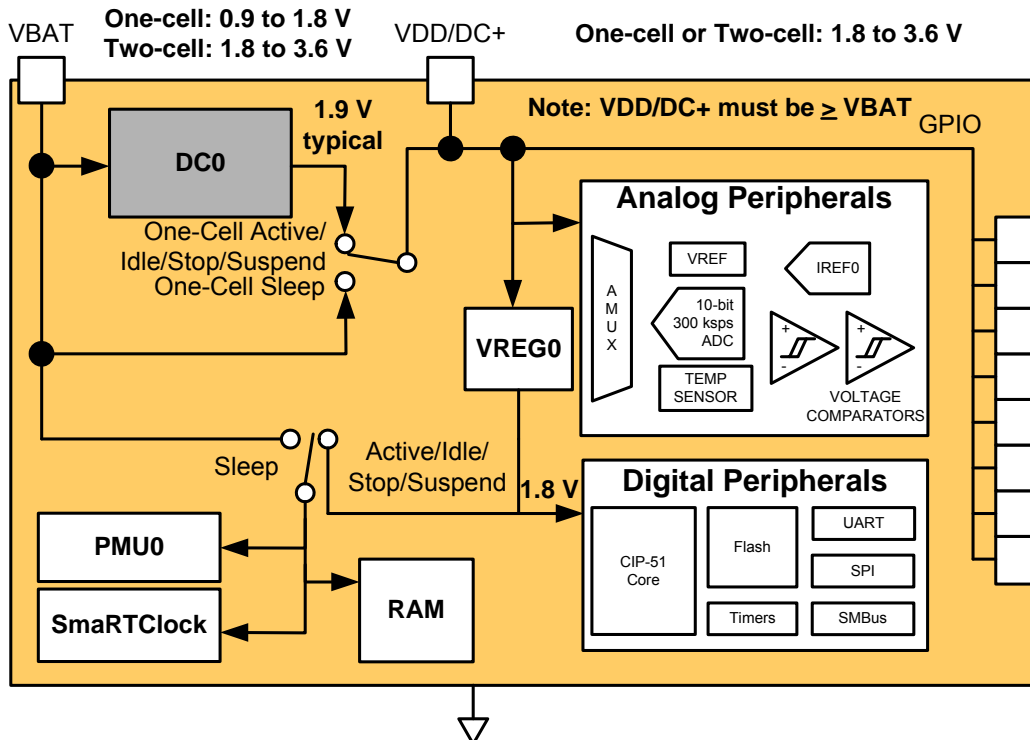 VBAT
One-cell: 0.9 to 1.8 V
Two-cell: 1.8 to 3.6 V
VDD/DC+
One-cell or Two-cell: 1.8 to 3.6 V
Note: VDD/DC+ must be ≥ VBAT
GPIO
1.9 V
typical
DC0
One-Cell Active/
Idle/Stop/Suspend
One-Cell Sleep
VREG0
Analog Peripherals
AMUX
VREF
IREF0
10-bit
300 ksps
ADC
TEMP
SENSOR
+
-
+
-
VOLTAGE
COMPARATORS
Sleep
Active/Idle/
Stop/Suspend
1.8 V
Digital Peripherals
CIP-51
Core
Flash
Timers
UART
SPI
SMBus
PMU0
SmaRTClock
RAM